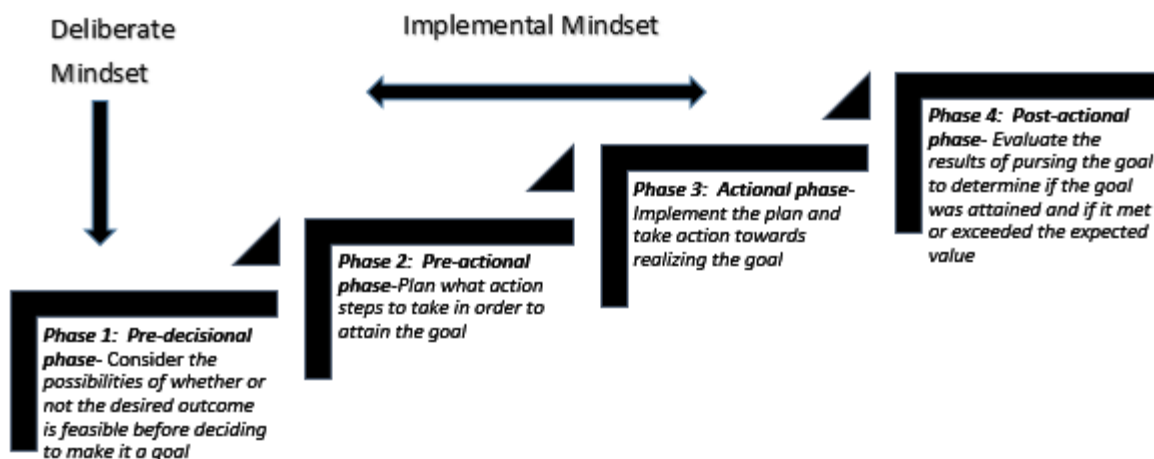 Deliberate
Mindset
Implemental Mindset
Phase 1:  Pre-decisional
phase- Consider the
possibilities of whether or
not the desired outcome
is feasible before deciding
to make it a goal
Phase 2:  Pre-actional
phase-Plan what action
steps to take in order to
attain the goal
Phase 3:  Actional phase-
Implement the plan and
take action towards
realizing the goal
Phase 4:  Post-actional
phase- Evaluate the
results of pursing the goal
to determine if the goal
was attained and if it met
or exceeded the expected
value